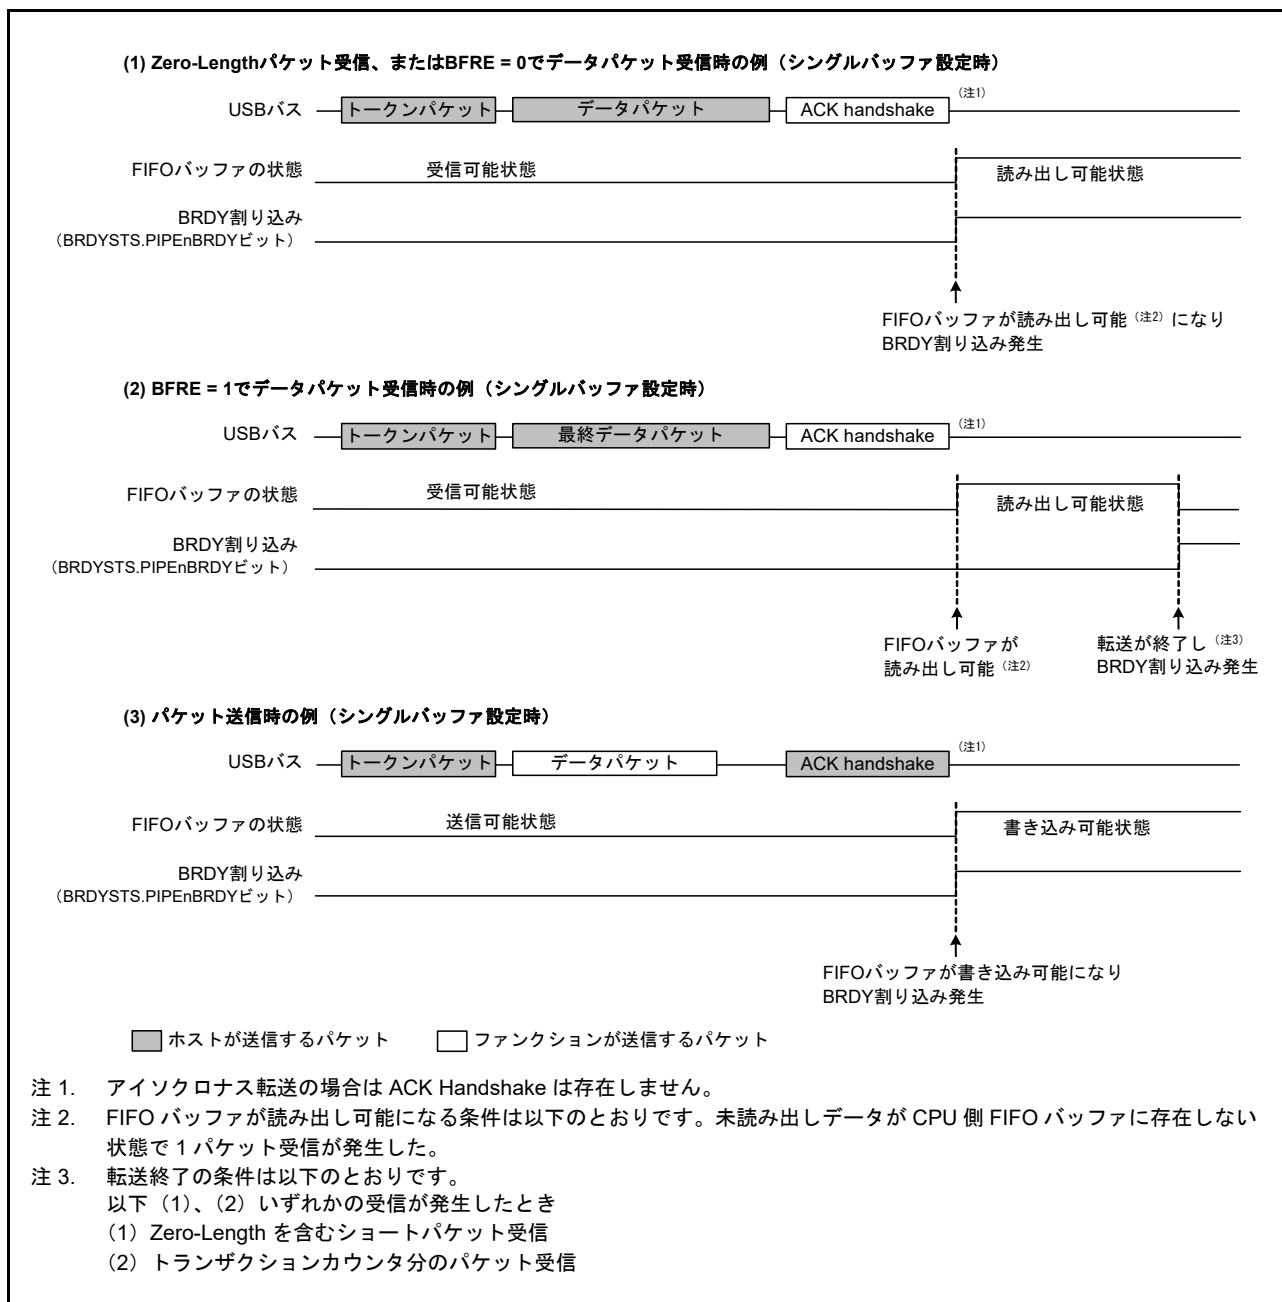 (1) Zero-Lengthパケット受信、またはBFRE = 0でデータパケット受信時の例（シングルバッファ設定時）
USBバス トークンパケット データパケット ACK handshake （注1）
FIFOバッファの状態 受信可能状態 読み出し可能状態
BRDY割り込み
（BRDYSTS.PIPEnBRDYビット）
FIFOバッファが読み出し可能（注2）になり
BRDY割り込み発生
(2) BFRE = 1でデータパケット受信時の例（シングルバッファ設定時）
USBバス トークンパケット 最終データパケット ACK handshake （注1）
FIFOバッファの状態 受信可能状態 読み出し可能状態
BRDY割り込み
（BRDYSTS.PIPEnBRDYビット）
FIFOバッファが 転送が終了し（注3）
読み出し可能（注2） BRDY割り込み発生
(3) パケット送信時の例（シングルバッファ設定時）
USBバス トークンパケット データパケット ACK handshake （注1）
FIFOバッファの状態 送信可能状態 書き込み可能状態
BRDY割り込み
（BRDYSTS.PIPEnBRDYビット）
FIFOバッファが書き込み可能になり
BRDY割り込み発生
ホストが送信するパケット ファンクションが送信するパケット
注 1. アイソクロナス転送の場合は ACK Handshake は存在しません。
注 2. FIFO バッファが読み出し可能になる条件は以下のとおりです。未読み出しデータが CPU 側 FIFO バッファに存在しない
状態で 1 パケット受信が発生した。
注 3. 転送終了の条件は以下のとおりです。
以下（1）、（2）いずれかの受信が発生したとき
（1）Zero-Length を含むショートパケット受信
（2）トランザクションカウンタ分のパケット受信